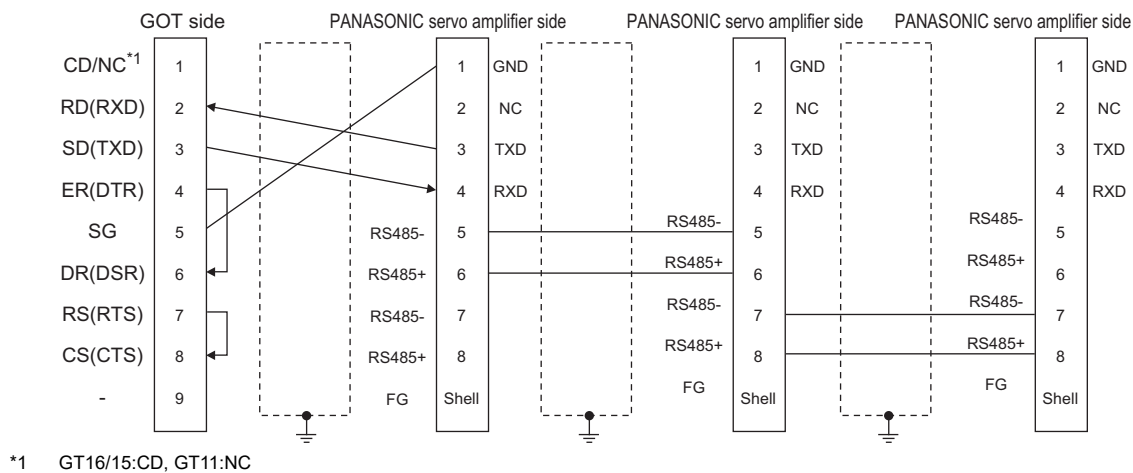 GOT side PANASONIC servo amplifier side PANASONIC servo amplifier side PANASONIC servo amplifier side
CD/NC*1 1 1 GND 1 GND 1 GND
RD(RXD) 2 2 NC 2 NC 2 NC
SD(TXD) 3 3 TXD 3 TXD 3 TXD
ER(DTR) 4 4 RXD 4 RXD 4 RXD
SG 5 RS485- 5 RS485- 5 RS485- 5
DR(DSR) 6 RS485+ 6 RS485+ 6 RS485+ 6
RS(RTS) 7 RS485- 7 RS485- 7 RS485- 7
CS(CTS) 8 RS485+ 8 RS485+ 8 RS485+ 8
- 9 FG Shell FG Shell FG Shell
*1 GT16/15:CD, GT11:NC